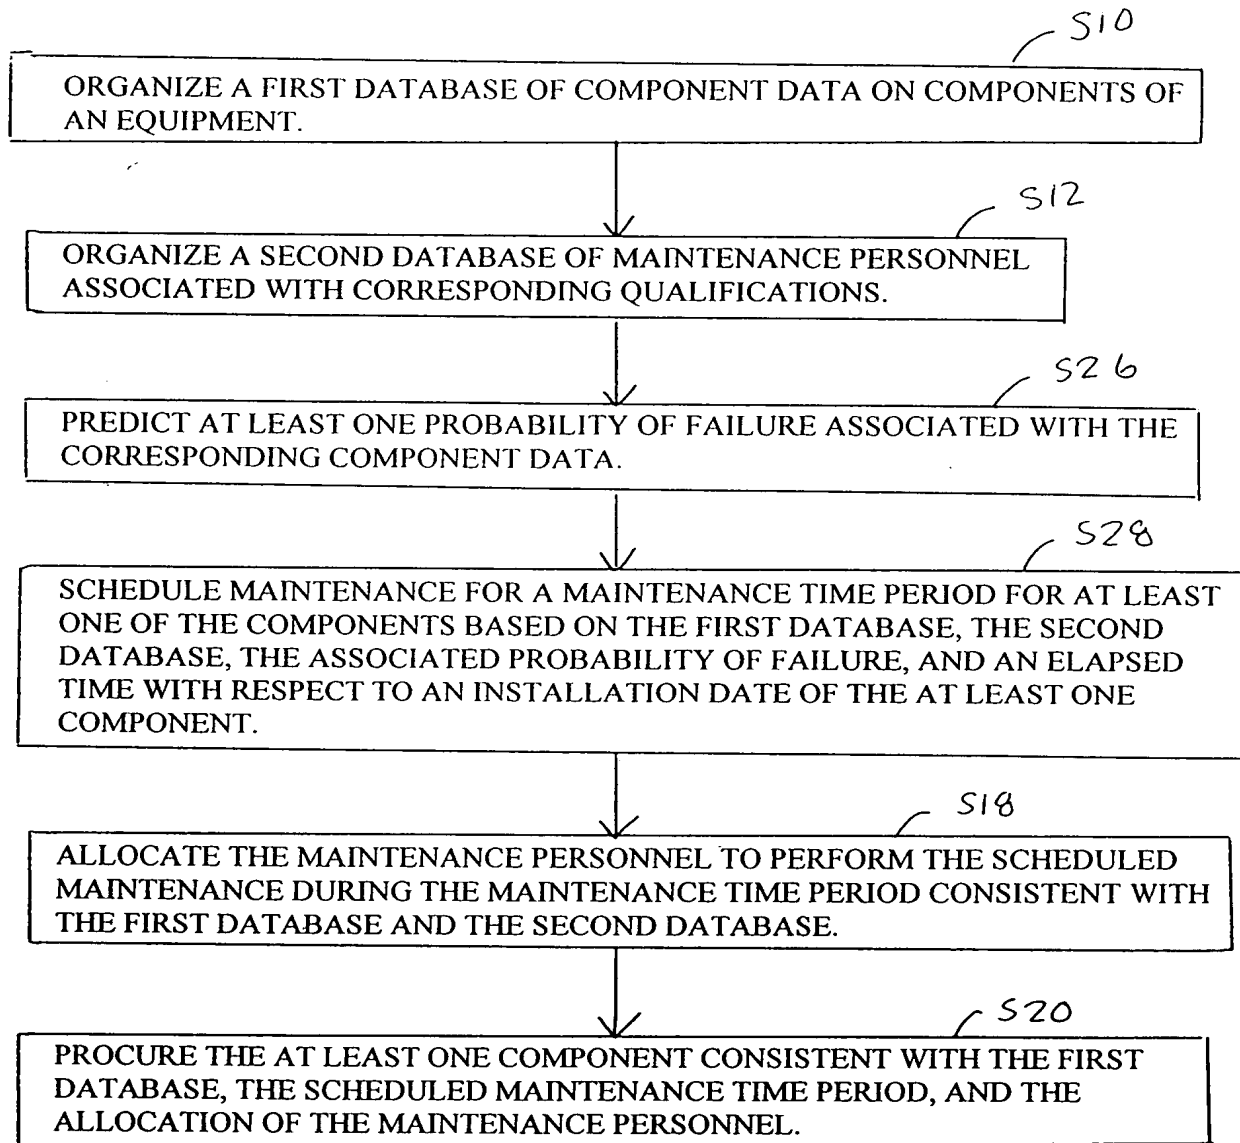 S10
ORGANIZE A FIRST DATABASE OF COMPONENT DATA ON COMPONENTS OF
AN EQUIPMENT.
S12
ORGANIZE A SECOND DATABASE OF MAINTENANCE PERSONNEL
ASSOCIATED WITH CORRESPONDING QUALIFICATIONS.
S26
PREDICT AT LEAST ONE PROBABILITY OF FAILURE ASSOCIATED WITH THE
CORRESPONDING COMPONENT DATA.
S28
SCHEDULE MAINTENANCE FOR A MAINTENANCE TIME PERIOD FOR AT LEAST
ONE OF THE COMPONENTS BASED ON THE FIRST DATABASE, THE SECOND
DATABASE, THE ASSOCIATED PROBABILITY OF FAILURE, AND AN ELAPSED
TIME WITH RESPECT TO AN INSTALLATION DATE OF THE AT LEAST ONE
COMPONENT.
S18
ALLOCATE THE MAINTENANCE PERSONNEL TO PERFORM THE SCHEDULED
MAINTENANCE DURING THE MAINTENANCE TIME PERIOD CONSISTENT WITH
THE FIRST DATABASE AND THE SECOND DATABASE.
S20
PROCURE THE AT LEAST ONE COMPONENT CONSISTENT WITH THE FIRST
DATABASE, THE SCHEDULED MAINTENANCE TIME PERIOD, AND THE
ALLOCATION OF THE MAINTENANCE PERSONNEL.